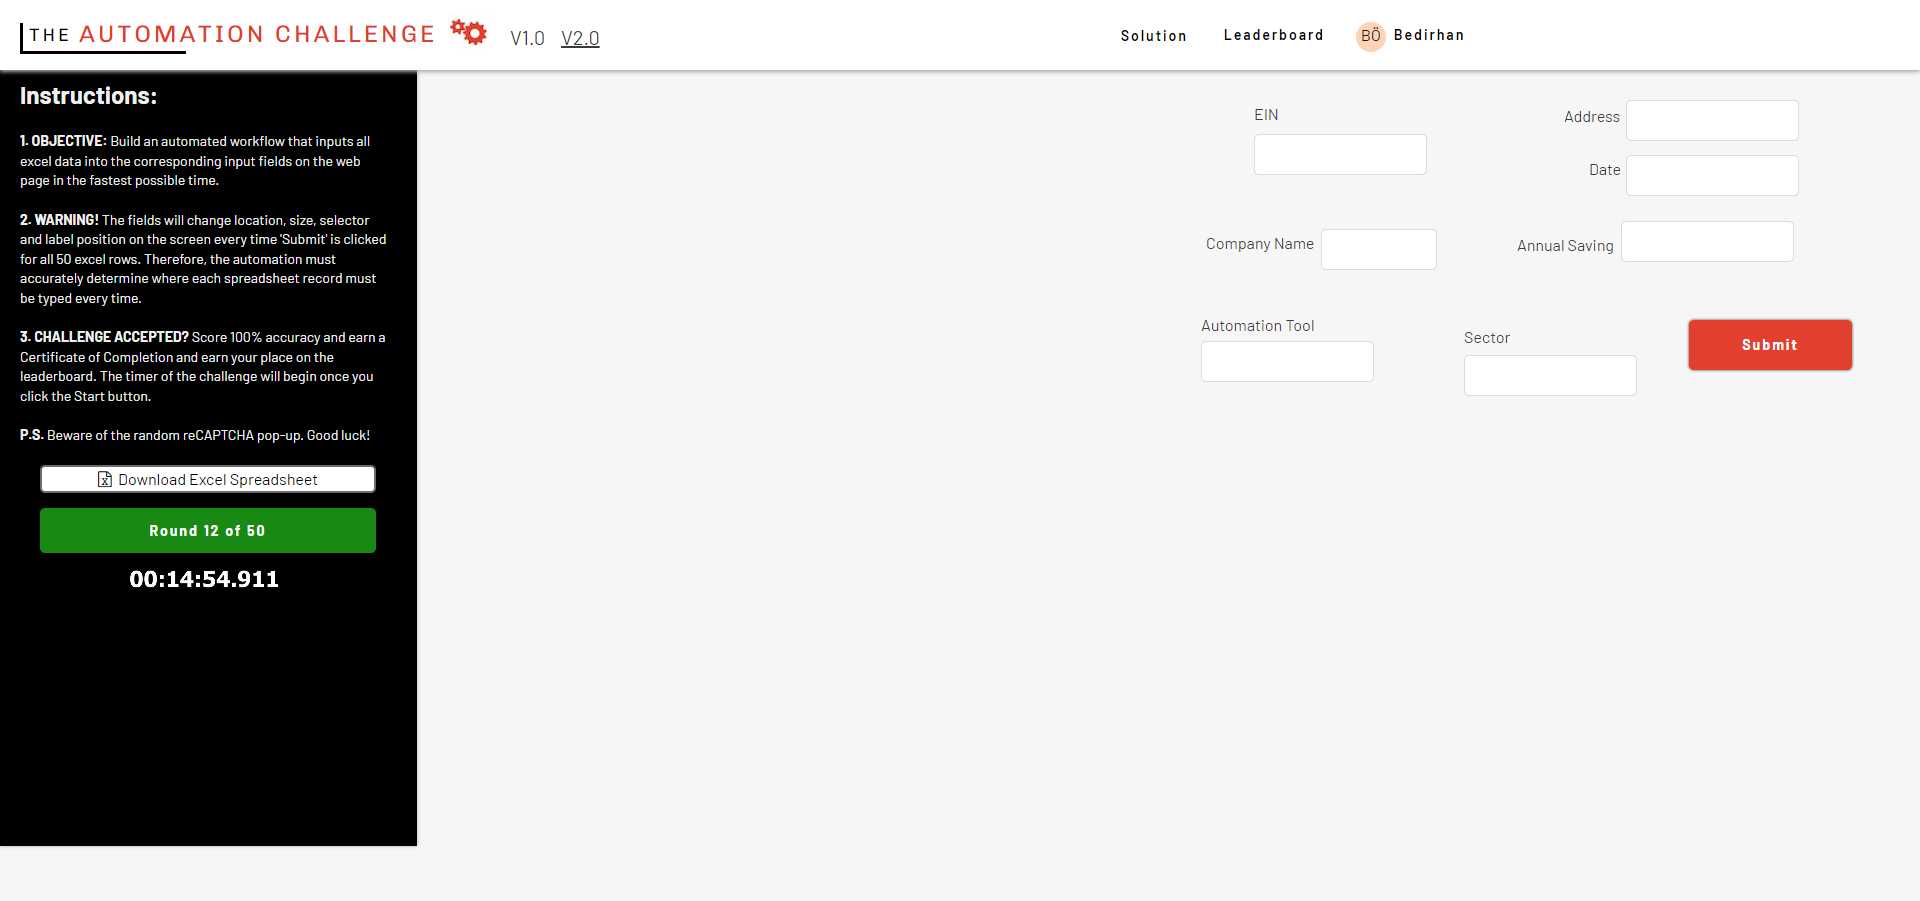 THE AUTOMATION CHALLENGE V1.0 V2.0 Solution Leaderboard BÖ Bedirhan
Instructions:
1. OBJECTIVE: Build an automated workflow that inputs all
excel data into the corresponding input fields on the web
page in the fastest possible time.
2. WARNING! The fields will change location, size, selector
and label position on the screen every time 'Submit' is clicked
for all 50 excel rows. Therefore, the automation must
accurately determine where each spreadsheet record must
be typed every time.
3. CHALLENGE ACCEPTED? Score 100% accuracy and earn a
Certificate of Completion and earn your place on the
leaderboard. The timer of the challenge will begin once you
click the Start button.
P.S. Beware of the random reCAPTCHA pop-up. Good luck!
Download Excel Spreadsheet
Round 12 of 50
00:14:54.911
EIN
Address
Date
Company Name
Annual Saving
Automation Tool
Sector
Submit